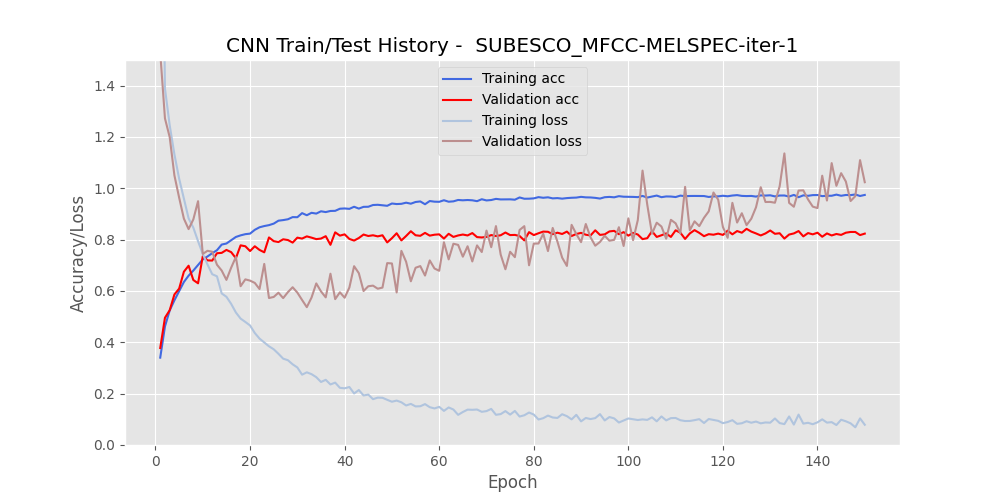 CNN Train/Test History -  SUBESCO_MFCC-MELSPEC-iter-1
Training acc
Validation acc
Training loss
Validation loss
Accuracy/Loss
1.4
1.2
1.0
0.8
0.6
0.4
0.2
0.0
0 20 40 60 80 100 120 140
Epoch